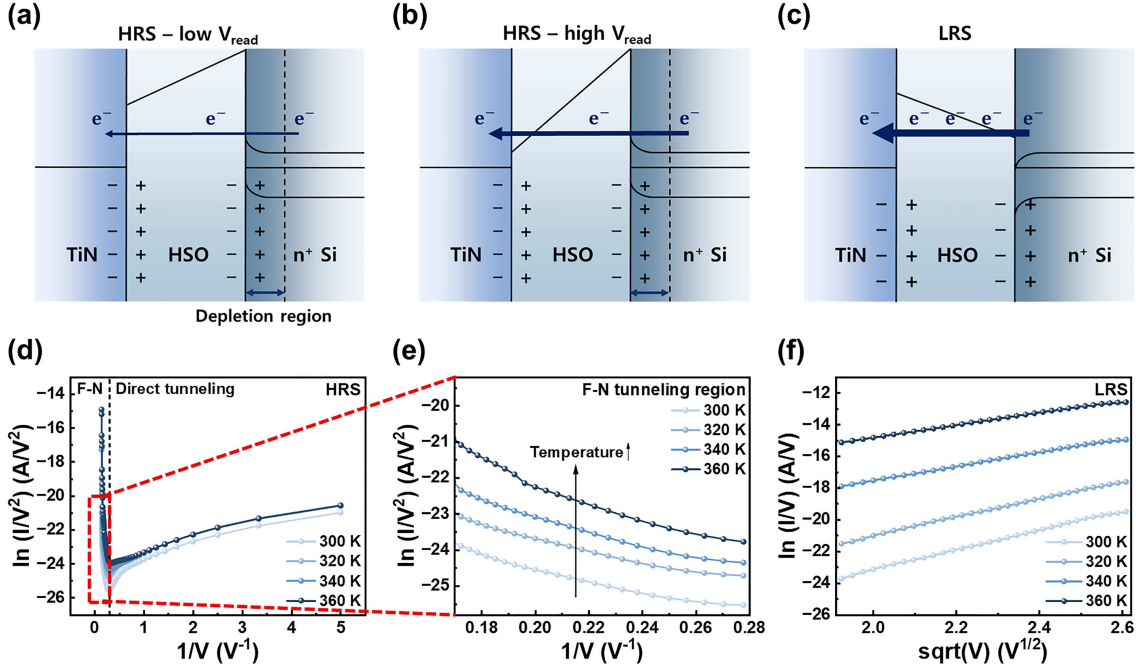 (a)
HRS – low Vread
e⁻ e⁻ e⁻
− + − +
− + − +
− + − +
− + − +
− + − +
TiN HSO n⁺ Si
Depletion region
(b)
HRS – high Vread
e⁻ e⁻ e⁻
− + − +
− + − +
− + − +
− + − +
− + − +
TiN HSO n⁺ Si
(c)
LRS
e⁻ e⁻ e⁻ e⁻
− + − +
− + − +
− + − +
− + − +
− + − +
TiN HSO n⁺ Si
(d)
F-N Direct tunneling HRS
ln (I/V²) (A/V²)
−14
−16
−18
−20
−22
−24
−26
0 1 2 3 4 5
1/V (V⁻¹)
300 K
320 K
340 K
360 K
(e)
F-N tunneling region
300 K
320 K
340 K
360 K
Temperature↑
ln (I/V²) (A/V²)
−20
−21
−22
−23
−24
−25
0.18 0.20 0.22 0.24 0.26 0.28
1/V (V⁻¹)
(f)
LRS
ln (I/V) (A/V)
−12
−14
−16
−18
−20
−22
−24
−26
2.0 2.2 2.4 2.6
sqrt(V) (V¹ᐟ²)
300 K
320 K
340 K
360 K